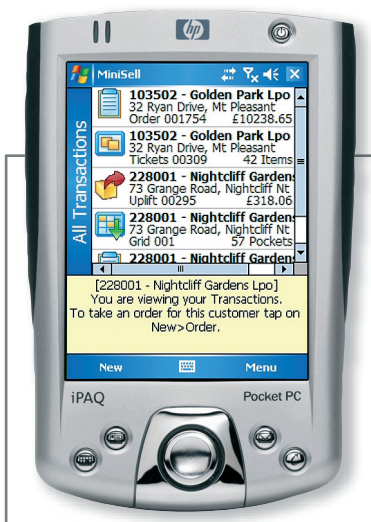 hp
MiniSell
All Transactions
103502 - Golden Park Lpo
32 Ryan Drive, Mt Pleasant
Order 001754 £10238.65
103502 - Golden Park Lpo
32 Ryan Drive, Mt Pleasant
Tickets 00309 42 Items
228001 - Nightcliff Gardens
73 Grange Road, Nightcliff Nt
Uplift 00295 £318.06
228001 - Nightcliff Gardens
73 Grange Road, Nightcliff Nt
Grid 001 57 Pockets
228001 - Nightcliff Gardens
[228001 - Nightcliff Gardens Lpo]
You are viewing your Transactions.
To take an order for this customer tap on
New>Order.
New Menu
iPAQ Pocket PC